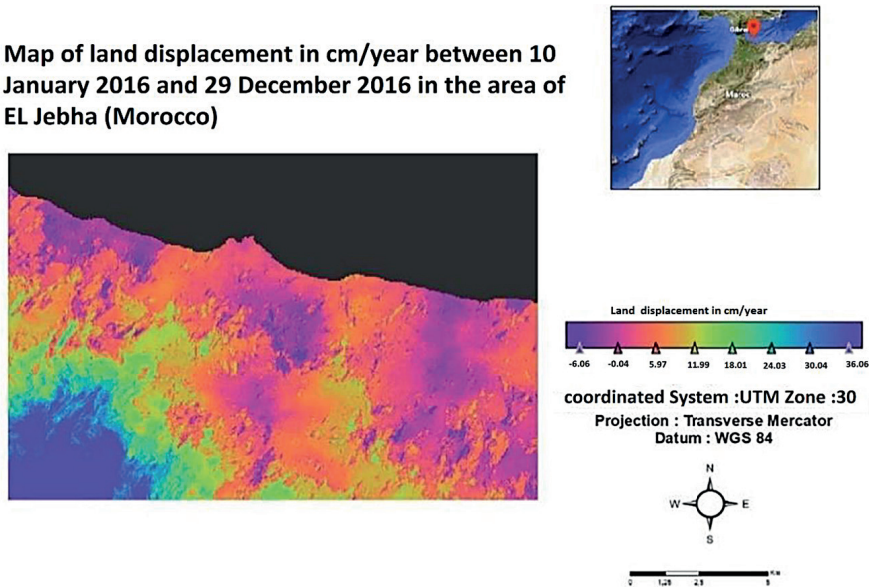 Map of land displacement in cm/year between 10
January 2016 and 29 December 2016 in the area of
EL Jebha (Morocco)
Maroc
Land displacement in cm/year
-6.06 -0.04 5.97 11.99 18.01 24.03 30.04 36.06
coordinated System :UTM Zone :30
Projection : Transverse Mercator
Datum : WGS 84
N
W E
S
0 1,25 2,5 5